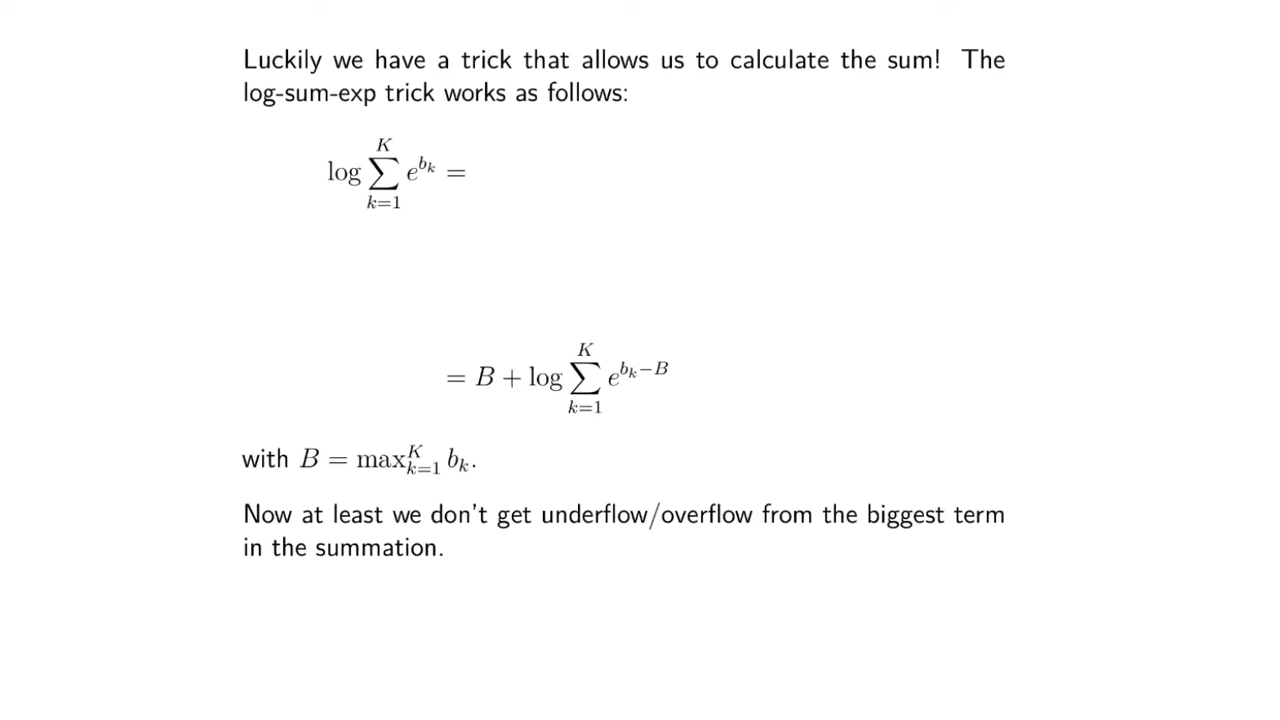 Luckily we have a trick that allows us to calculate the sum! The
log-sum-exp trick works as follows:
$\log \sum_{k=1}^{K} e^{b_k} =$
$= B + \log \sum_{k=1}^{K} e^{b_k - B}$
with $B = \max_{k=1}^{K} b_k$.
Now at least we don't get underflow/overflow from the biggest term
in the summation.